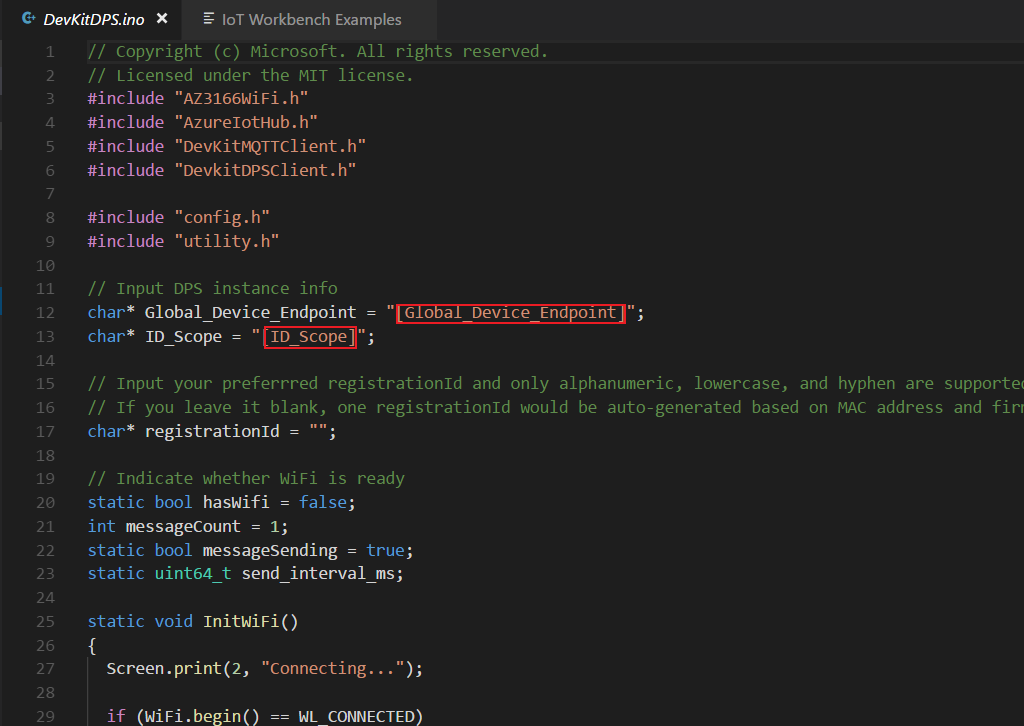 DevKitDPS.ino × IoT Workbench Examples
1 // Copyright (c) Microsoft. All rights reserved.
2 // Licensed under the MIT license.
3 #include "AZ3166WiFi.h"
4 #include "AzureIotHub.h"
5 #include "DevKitMQTTClient.h"
6 #include "DevkitDPSClient.h"
7
8 #include "config.h"
9 #include "utility.h"
10
11 // Input DPS instance info
12 char* Global_Device_Endpoint = "[Global_Device_Endpoint]";
13 char* ID_Scope = "[ID_Scope]";
14
15 // Input your preferrred registrationId and only alphanumeric, lowercase, and hyphen are supported
16 // If you leave it blank, one registrationId would be auto-generated based on MAC address and fir
17 char* registrationId = "";
18
19 // Indicate whether WiFi is ready
20 static bool hasWifi = false;
21 int messageCount = 1;
22 static bool messageSending = true;
23 static uint64_t send_interval_ms;
24
25 static void InitWiFi()
26 {
27 Screen.print(2, "Connecting...");
28
29 if (WiFi.begin() == WL_CONNECTED)